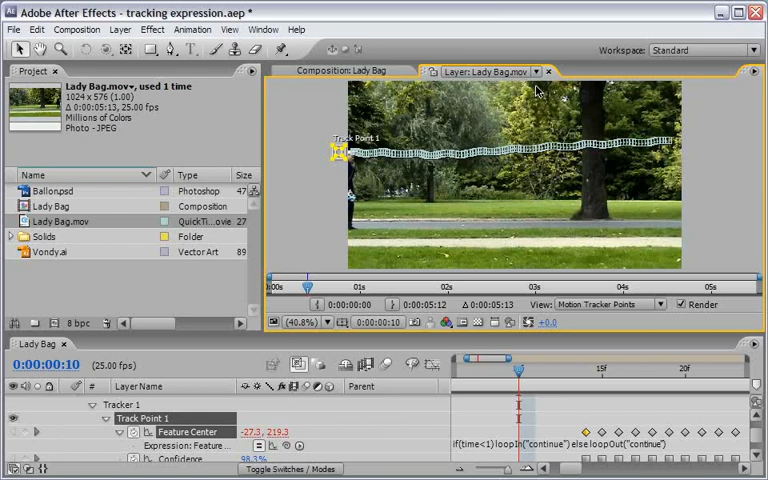 Adobe After Effects - tracking expression.aep *
File Edit Composition Layer Effect Animation View Window Help
Workspace: Standard
Project
Lady Bag.mov▾, used 1 time
1024 x 576 (1.00)
Δ 0:00:05:13, 25.00 fps
Millions of Colors
Photo - JPEG
Name Type Size
Ballon.psd Photoshop 47
Lady Bag Composition
Lady Bag.mov QuickTi...ovie 27
Solids Folder
Vondy.ai Vector Art 89
8 bpc
Composition: Lady Bag
Layer: Lady Bag.mov
Track Point 1
:00s 01s 02s 03s 04s 05s
0:00:00:00 0:00:05:12 Δ 0:00:05:13 View: Motion Tracker Points Render
(40.8%) 0:00:00:10 +0.0
Lady Bag
0:00:00:10 (25.00 fps)
# Layer Name Parent
15f 20f
Tracker 1
Track Point 1
Feature Center -27.3, 219.3
Expression: Feature... if(time<1) loopIn("continue") else loopOut("continue")
Confidence 98.3%
Toggle Switches / Modes